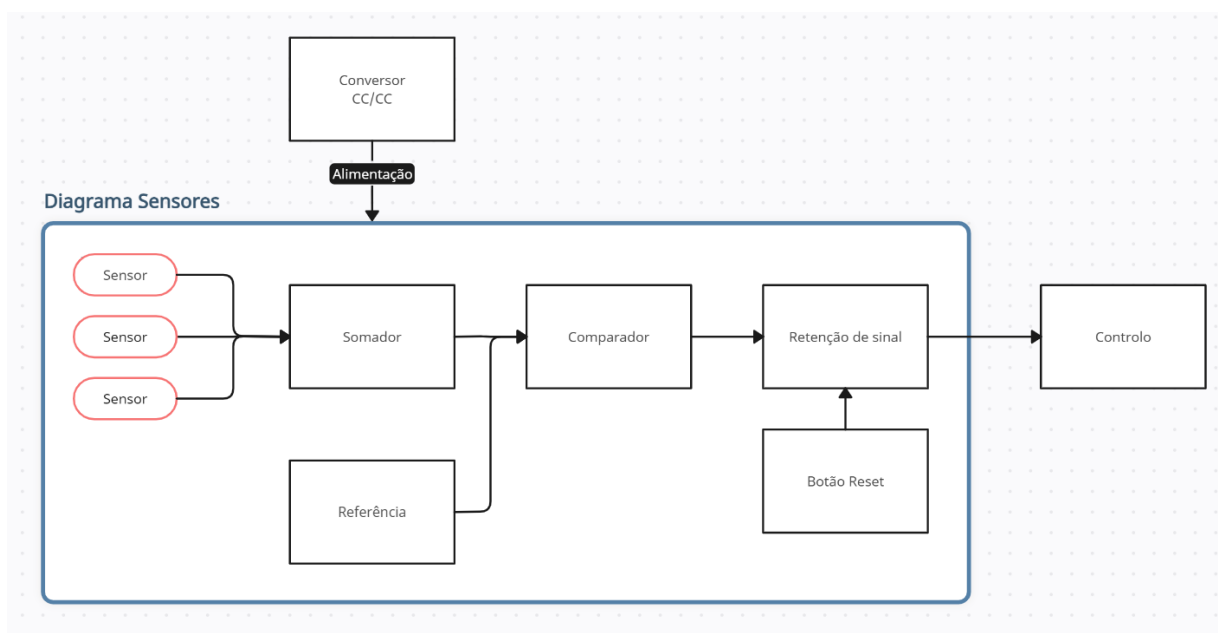 Conversor
CC/CC
Alimentação
Diagrama Sensores
Sensor
Sensor
Sensor
Somador
Comparador
Retenção de sinal
Controlo
Referência
Botão Reset